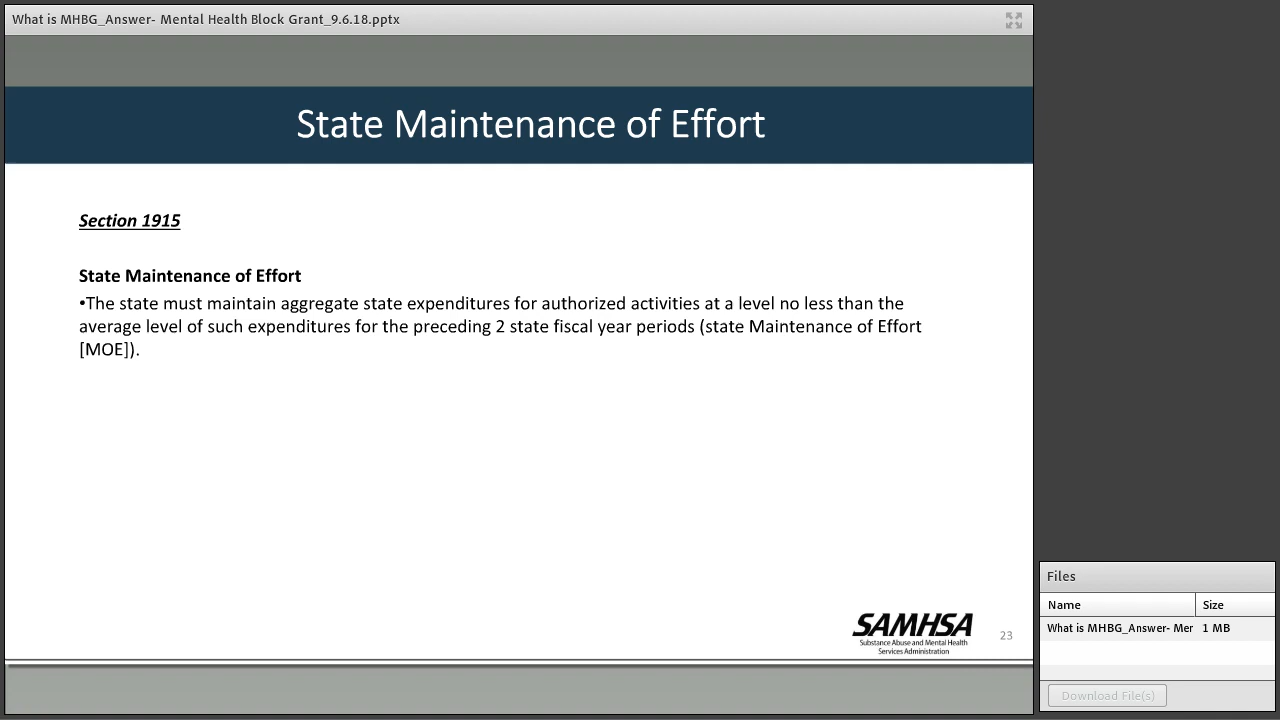 What is MHBG_Answer- Mental Health Block Grant_9.6.18.pptx
State Maintenance of Effort
Section 1915
State Maintenance of Effort
•The state must maintain aggregate state expenditures for authorized activities at a level no less than the
average level of such expenditures for the preceding 2 state fiscal year periods (state Maintenance of Effort
[MOE]).
SAMHSA
Substance Abuse and Mental Health
Services Administration
23
Files
Name Size
What is MHBG_Answer- Mer 1 MB
Download File(s)